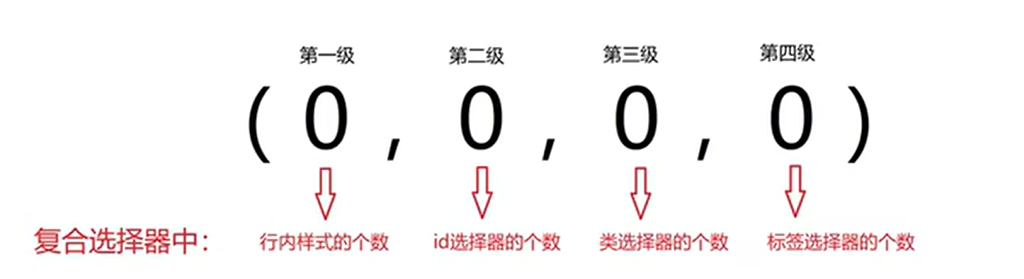 第一级 第二级 第三级 第四级
( 0 , 0 , 0 , 0 )
复合选择器中： 行内样式的个数 id选择器的个数 类选择器的个数 标签选择器的个数